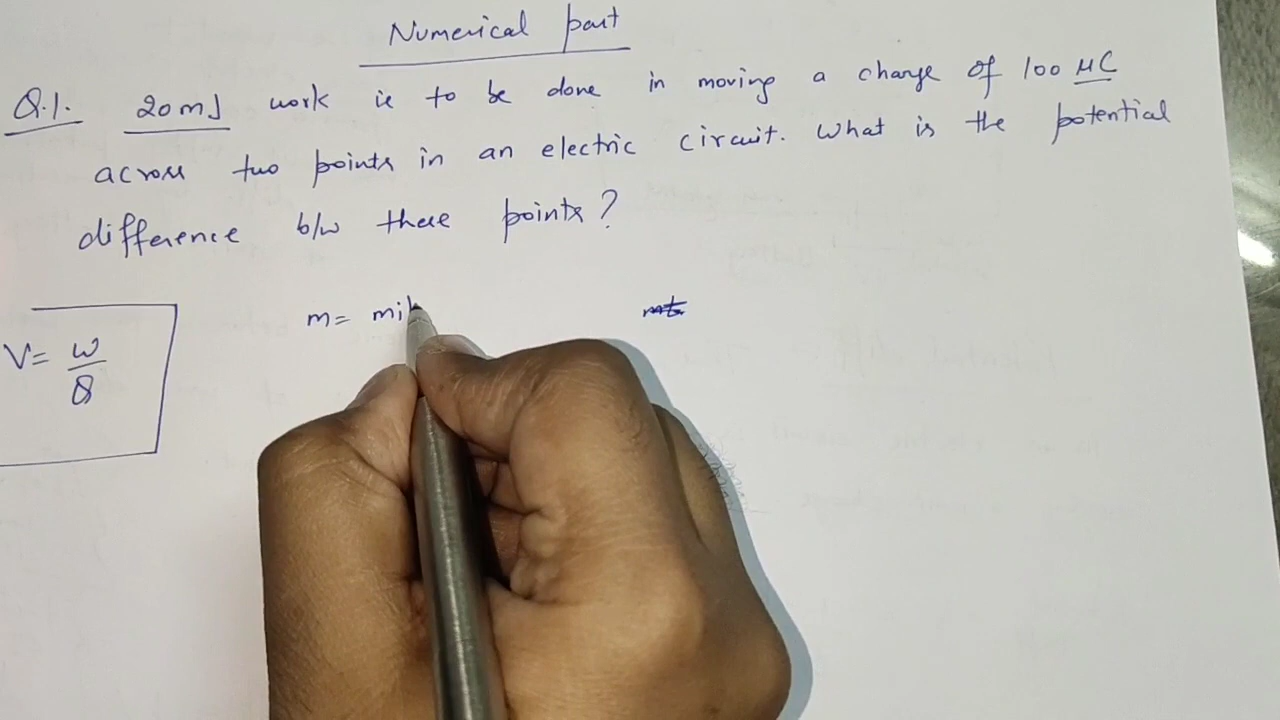 Numerical part
Q.1. 20mJ work is to be done in moving a charge of 100 μC
across two points in an electric circuit. What is the potential
difference b/w these points?
m= mil
V= W
Q